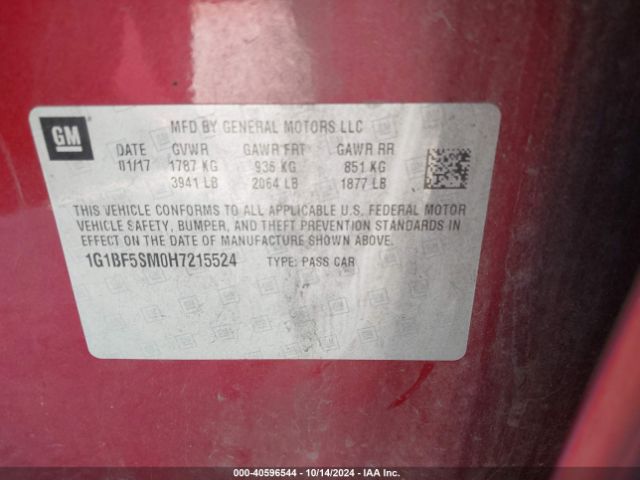 GM
MFD BY GENERAL MOTORS LLC
DATE GVWR GAWR FRT GAWR RR
01/17 1787 KG 936 KG 851 KG
3941 LB 2064 LB 1877 LB
THIS VEHICLE CONFORMS TO ALL APPLICABLE U.S. FEDERAL MOTOR
VEHICLE SAFETY, BUMPER, AND THEFT PREVENTION STANDARDS IN
EFFECT ON THE DATE OF MANUFACTURE SHOWN ABOVE.
1G1BF5SM0H7215524 TYPE: PASS CAR
000-40596544 - 10/14/2024 - IAA Inc.